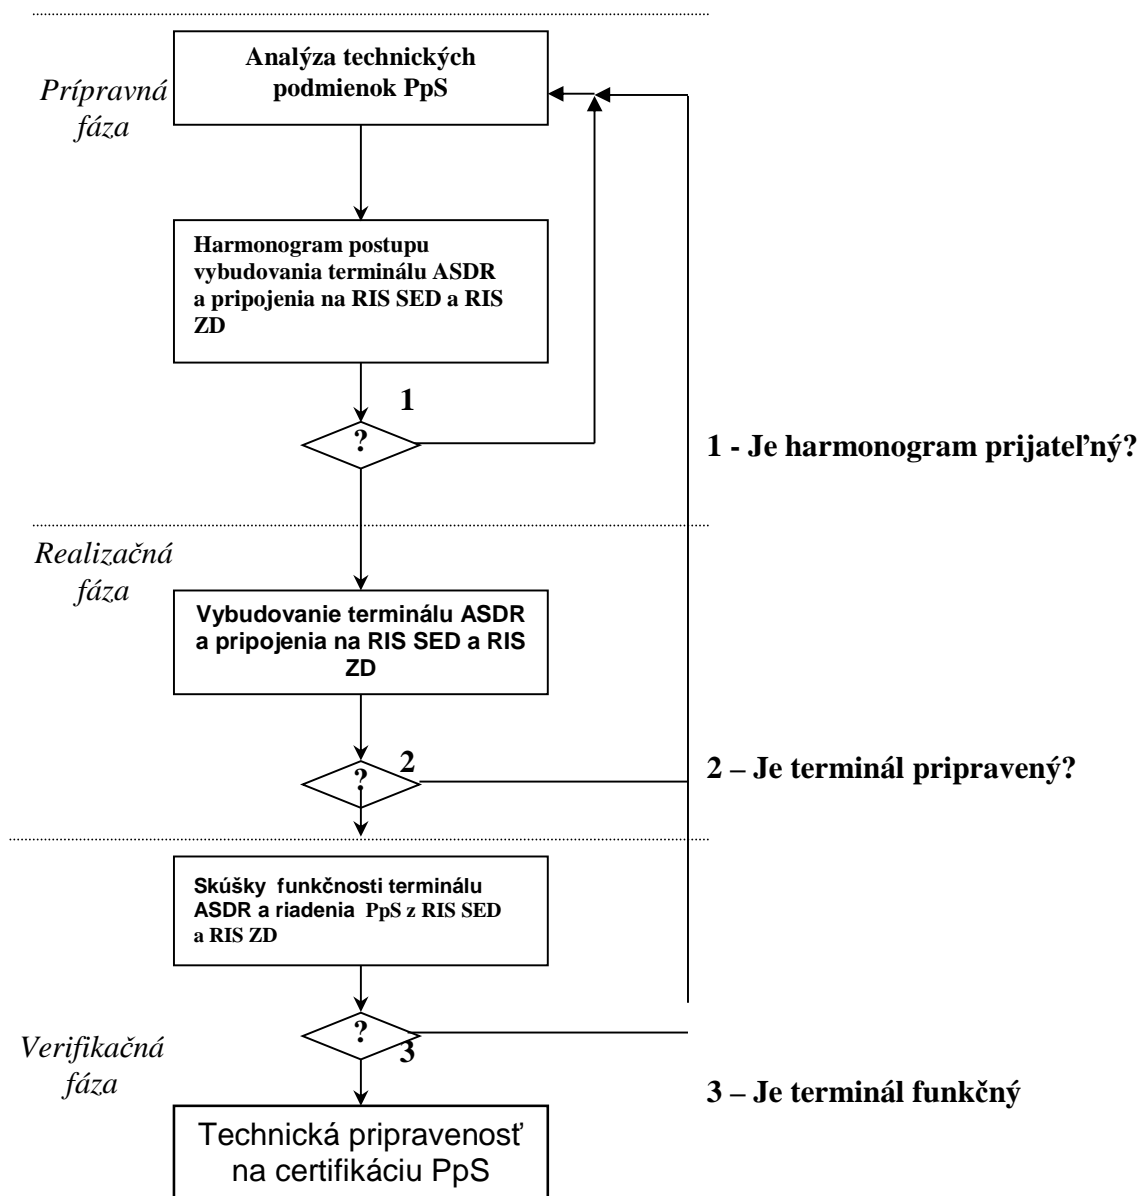 Analýza technických
podmienok PpS
Prípravná
fáza
Harmonogram postupu
vybudovania terminálu ASDR
a pripojenia na RIS SED a RIS
ZD
1
?
1 - Je harmonogram prijateľný?
Realizačná
fáza
Vybudovanie terminálu ASDR
a pripojenia na RIS SED a RIS
ZD
2
?
2 – Je terminál pripravený?
Skúšky funkčnosti terminálu
ASDR a riadenia PpS z RIS SED
a RIS ZD
?
3
Verifikačná
fáza
3 – Je terminál funkčný
Technická pripravenosť
na certifikáciu PpS